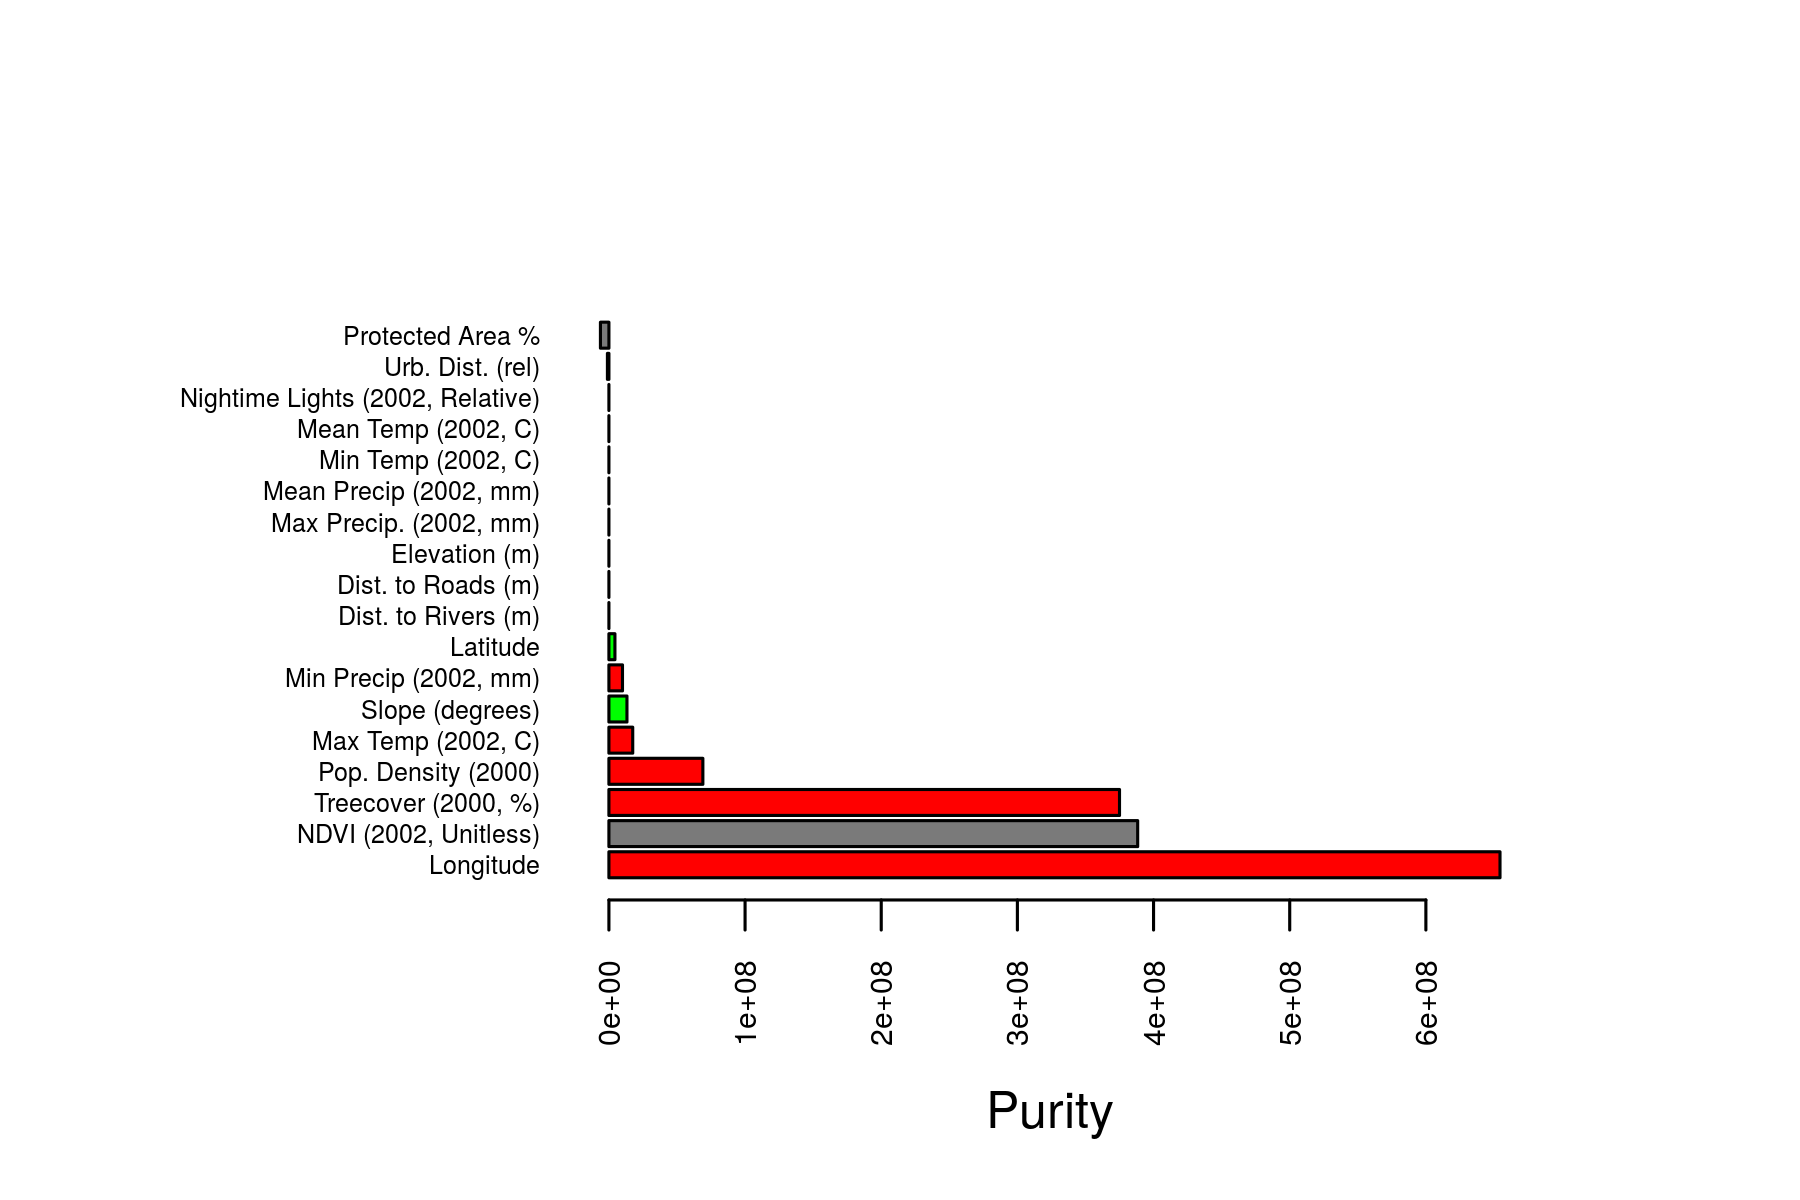 Protected Area %
Urb. Dist. (rel)
Nightime Lights (2002, Relative)
Mean Temp (2002, C)
Min Temp (2002, C)
Mean Precip (2002, mm)
Max Precip. (2002, mm)
Elevation (m)
Dist. to Roads (m)
Dist. to Rivers (m)
Latitude
Min Precip (2002, mm)
Slope (degrees)
Max Temp (2002, C)
Pop. Density (2000)
Treecover (2000, %)
NDVI (2002, Unitless)
Longitude
0e+00
1e+08
2e+08
3e+08
4e+08
5e+08
6e+08
Purity